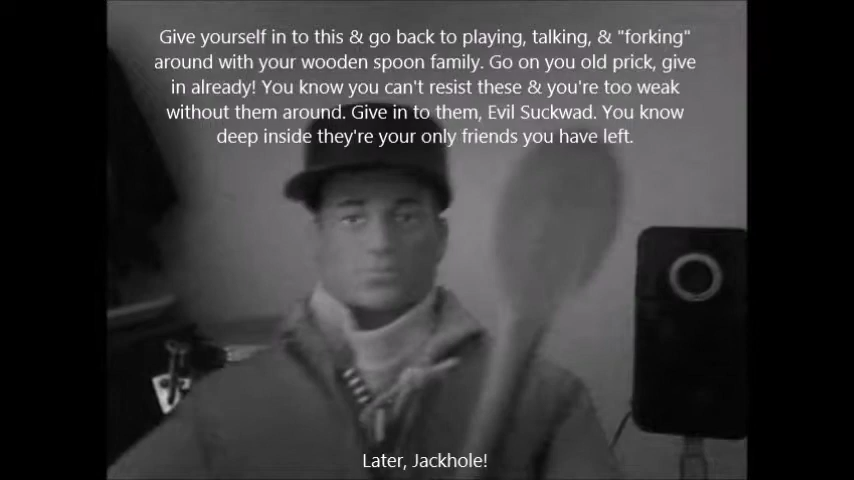 Give yourself in to this & go back to playing, talking, & "forking"
around with your wooden spoon family. Go on you old prick, give
in already! You know you can't resist these & you're too weak
without them around. Give in to them, Evil Suckwad. You know
deep inside they're your only friends you have left.
Later, Jackhole!